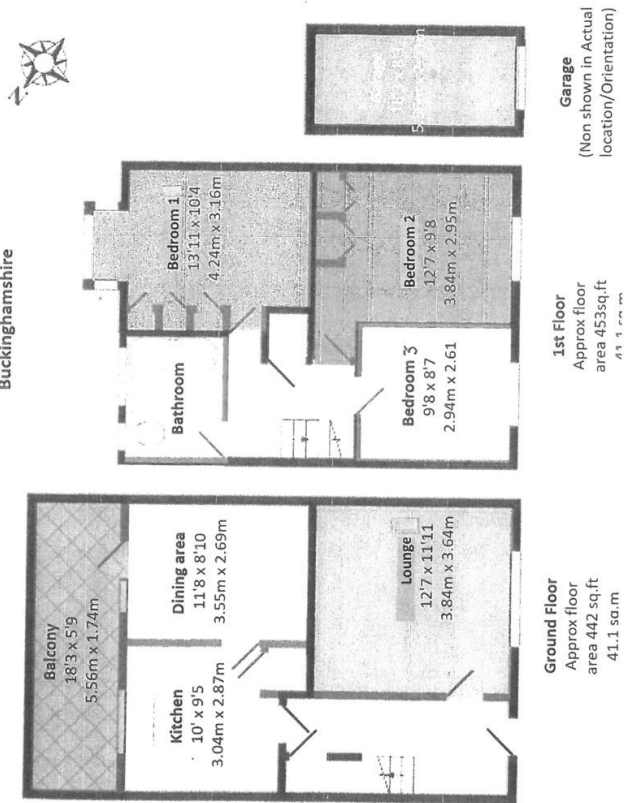 Buckinghamshire
N
Balcony
18'3 x 5'9
5.56m x 1.74m
Kitchen
10' x 9'5
3.04m x 2.87m
Dining area
11'8 x 8'10
3.55m x 2.69m
Lounge
12'7 x 11'11
3.84m x 3.64m
Ground Floor
Approx floor
area 442 sq.ft
41.1 sq.m
Bathroom
Bedroom 1
13'11 x 10'4
4.24m x 3.16m
Bedroom 2
12'7 x 9'8
3.84m x 2.95m
Bedroom 3
9'8 x 8'7
2.94m x 2.61
1st Floor
Approx floor
area 453sq.ft
41.1 sq.m
Garage
(Non shown in Actual
location/Orientation)